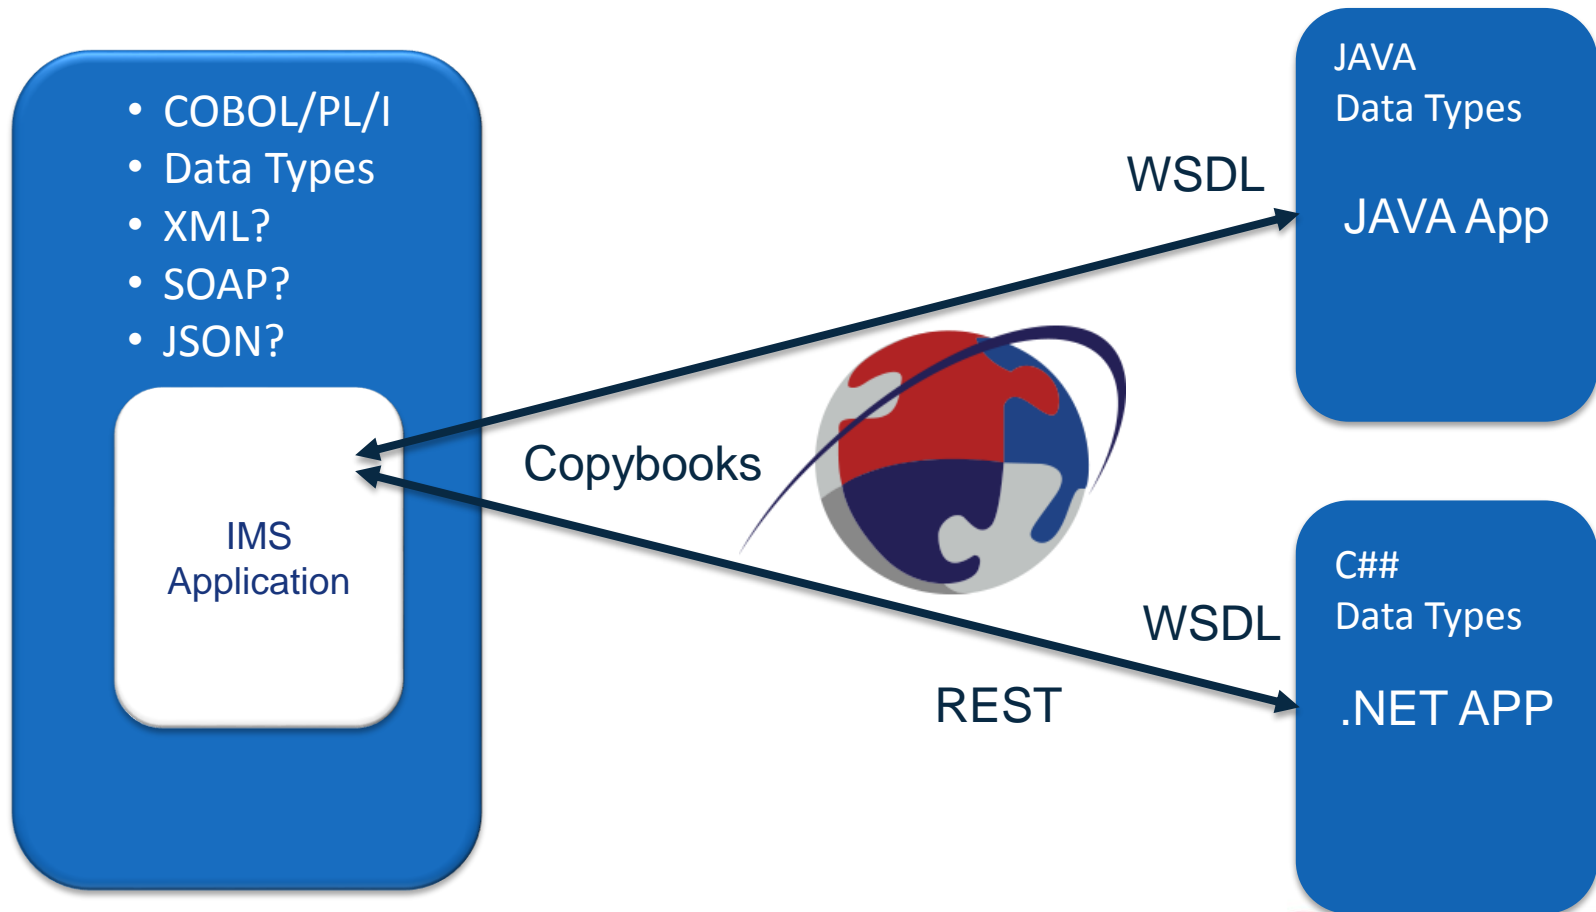 • COBOL/PL/I
• Data Types
• XML?
• SOAP?
• JSON?
IMS
Application
Copybooks
WSDL
JAVA
Data Types
JAVA App
WSDL
REST
C##
Data Types
.NET APP